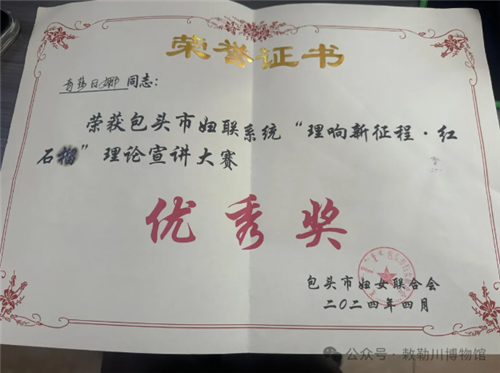 荣誉证书
同志：
荣获包头市妇联系统“理响新征程·红
石榴”理论宣讲大赛
优秀奖
包头市妇女联合会
二〇二四年四月
公众号·敕勒川博物馆